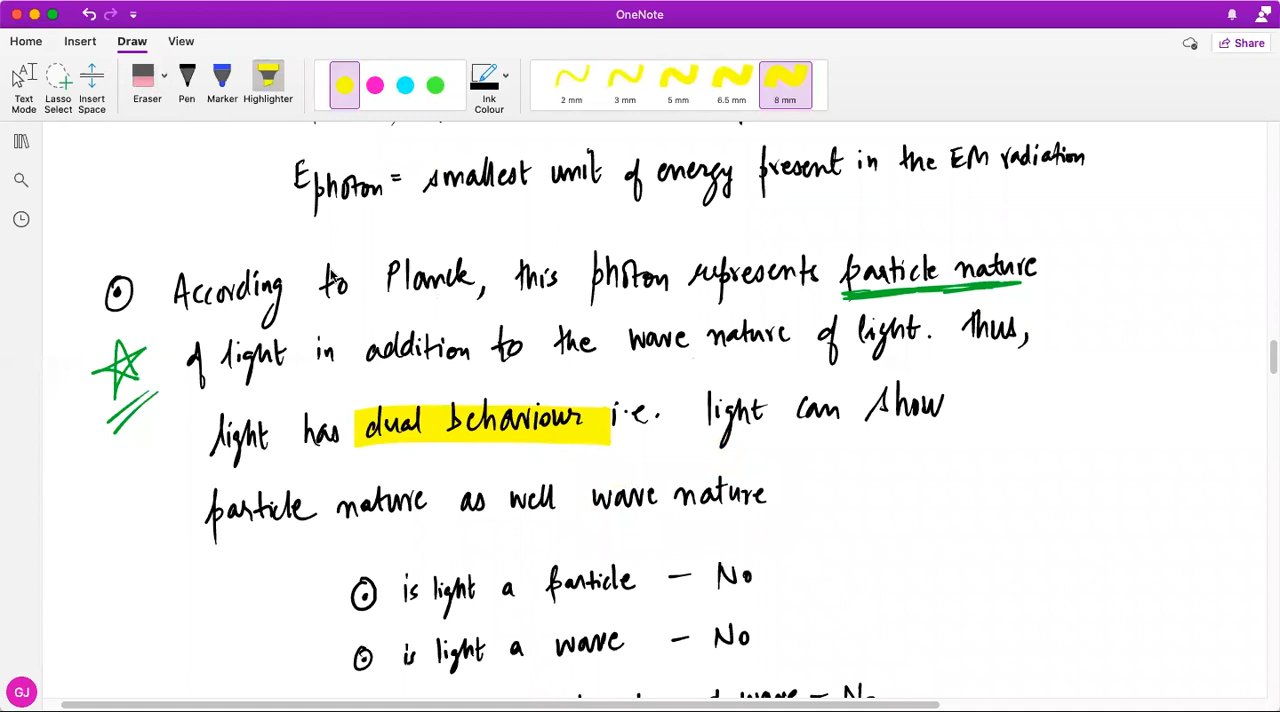 OneNote
Home Insert Draw View
Share
Text Mode
Lasso Select
Insert Space
Eraser
Pen
Marker
Highlighter
Ink Colour
2 mm
3 mm
5 mm
6.5 mm
8 mm
Ephoton = smallest unit of energy present in the EM radiation
According to Planck, this photon represents particle nature
of light in addition to the wave nature of light. Thus,
light has dual behaviour i.e. light can show
particle nature as well wave nature
is light a particle - No
is light a wave - No
wave - No
GJ